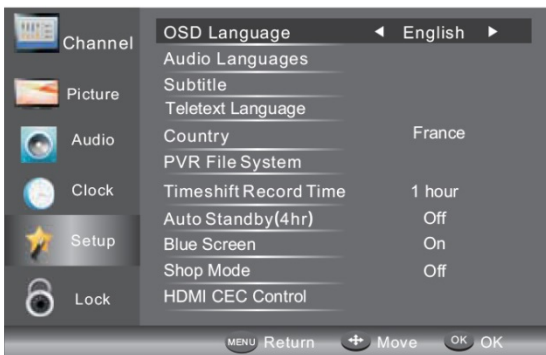 Channel
Picture
Audio
Clock
Setup
Lock
OSD Language English
Audio Languages
Subtitle
Teletext Language
Country France
PVR File System
Timeshift Record Time 1 hour
Auto Standby(4hr) Off
Blue Screen On
Shop Mode Off
HDMI CEC Control
MENU Return Move OK OK